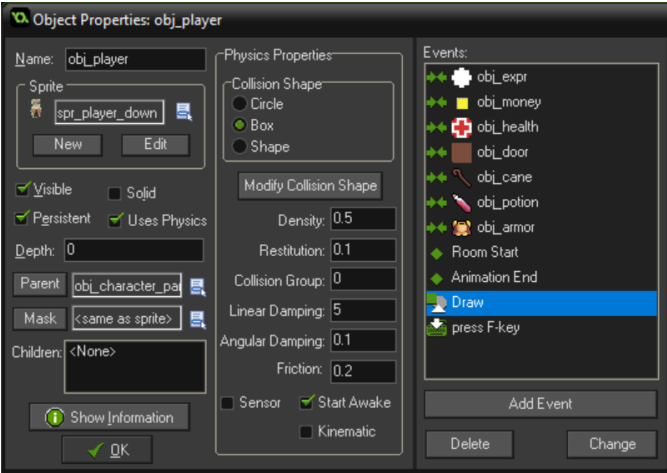 Object Properties: obj_player
Name: obj_player
Sprite
spr_player_down
New Edit
Visible Solid
Persistent Uses Physics
Depth: 0
Parent obj_character_pai
Mask <same as sprite>
Children: <None>
Show Information
OK
Physics Properties
Collision Shape
Circle
Box
Shape
Modify Collision Shape
Density: 0.5
Restitution: 0.1
Collision Group: 0
Linear Damping: 5
Angular Damping: 0.1
Friction: 0.2
Sensor Start Awake
Kinematic
Events:
obj_expr
obj_money
obj_health
obj_door
obj_cane
obj_potion
obj_armor
Room Start
Animation End
Draw
press F-key
Add Event
Delete Change